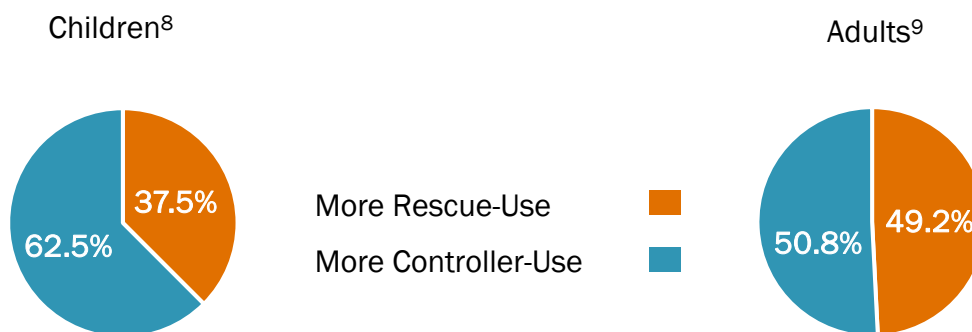 Children⁸
Adults⁹
37.5%
62.5%
More Rescue-Use
More Controller-Use
49.2%
50.8%